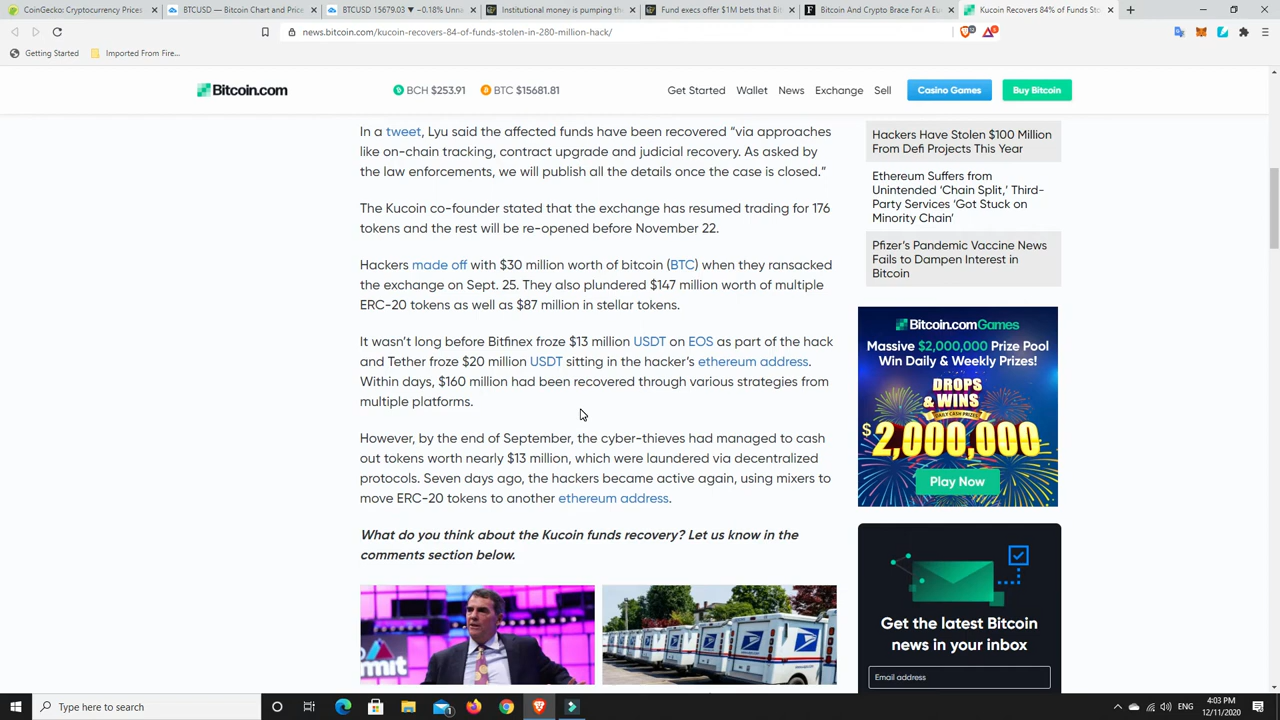 CoinGecko: Cryptocurrency Prices
BTCUSD — Bitcoin Chart and Price
BTCUSD 15679.03 ▼ −0.18% Unna
Institutional money is pumping the
Fund execs offer $1M bets that Bit
Bitcoin And Crypto Brace For A Eu
Kucoin Recovers 84% of Funds Sto
news.bitcoin.com/kucoin-recovers-84-of-funds-stolen-in-280-million-hack/
Getting Started
Imported From Fire...
Bitcoin.com
BCH $253.91
BTC $15681.81
Get Started
Wallet
News
Exchange
Sell
Casino Games
Buy Bitcoin
In a tweet, Lyu said the affected funds have been recovered “via approaches
like on-chain tracking, contract upgrade and judicial recovery. As asked by
the law enforcements, we will publish all the details once the case is closed.”
The Kucoin co-founder stated that the exchange has resumed trading for 176
tokens and the rest will be re-opened before November 22.
Hackers made off with $30 million worth of bitcoin (BTC) when they ransacked
the exchange on Sept. 25. They also plundered $147 million worth of multiple
ERC-20 tokens as well as $87 million in stellar tokens.
It wasn’t long before Bitfinex froze $13 million USDT on EOS as part of the hack
and Tether froze $20 million USDT sitting in the hacker’s ethereum address.
Within days, $160 million had been recovered through various strategies from
multiple platforms.
However, by the end of September, the cyber-thieves had managed to cash
out tokens worth nearly $13 million, which were laundered via decentralized
protocols. Seven days ago, the hackers became active again, using mixers to
move ERC-20 tokens to another ethereum address.
What do you think about the Kucoin funds recovery? Let us know in the
comments section below.
Hackers Have Stolen $100 Million
From Defi Projects This Year
Ethereum Suffers from
Unintended ‘Chain Split,’ Third-
Party Services ‘Got Stuck on
Minority Chain’
Pfizer’s Pandemic Vaccine News
Fails to Dampen Interest in
Bitcoin
Bitcoin.com Games
Massive $2,000,000 Prize Pool
Win Daily & Weekly Prizes!
DROPS
& WINS
DAILY CASH PRIZES
$2,000,000
Play Now
Get the latest Bitcoin
news in your inbox
Email address
Type here to search
ENG
4:03 PM
12/11/2020